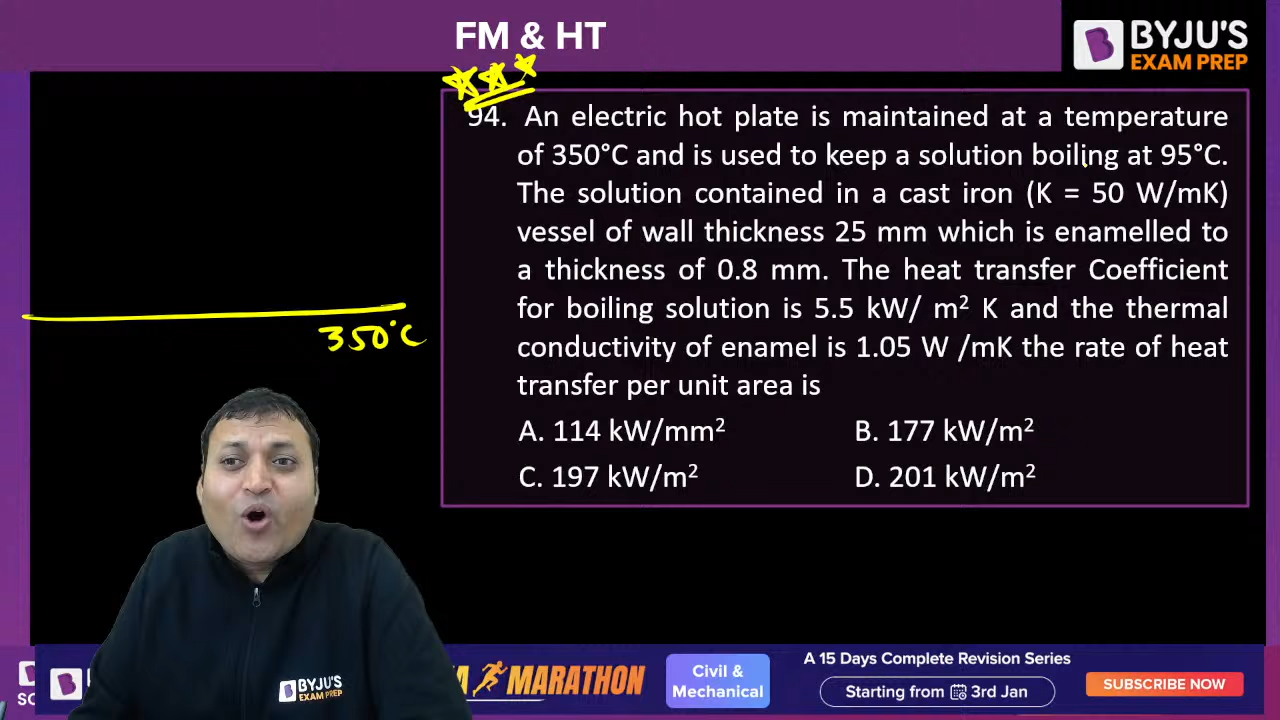 FM & HT
BYJU'S
EXAM PREP
94. An electric hot plate is maintained at a temperature
of 350°C and is used to keep a solution boiling at 95°C.
The solution contained in a cast iron (K = 50 W/mK)
vessel of wall thickness 25 mm which is enamelled to
a thickness of 0.8 mm. The heat transfer Coefficient
for boiling solution is 5.5 kW/ m² K and the thermal
conductivity of enamel is 1.05 W /mK the rate of heat
transfer per unit area is
A. 114 kW/mm² B. 177 kW/m²
C. 197 kW/m² D. 201 kW/m²
350°C
BYJU'S
EXAM PREP
MARATHON
Civil &
Mechanical
A 15 Days Complete Revision Series
Starting from 3rd Jan
SUBSCRIBE NOW